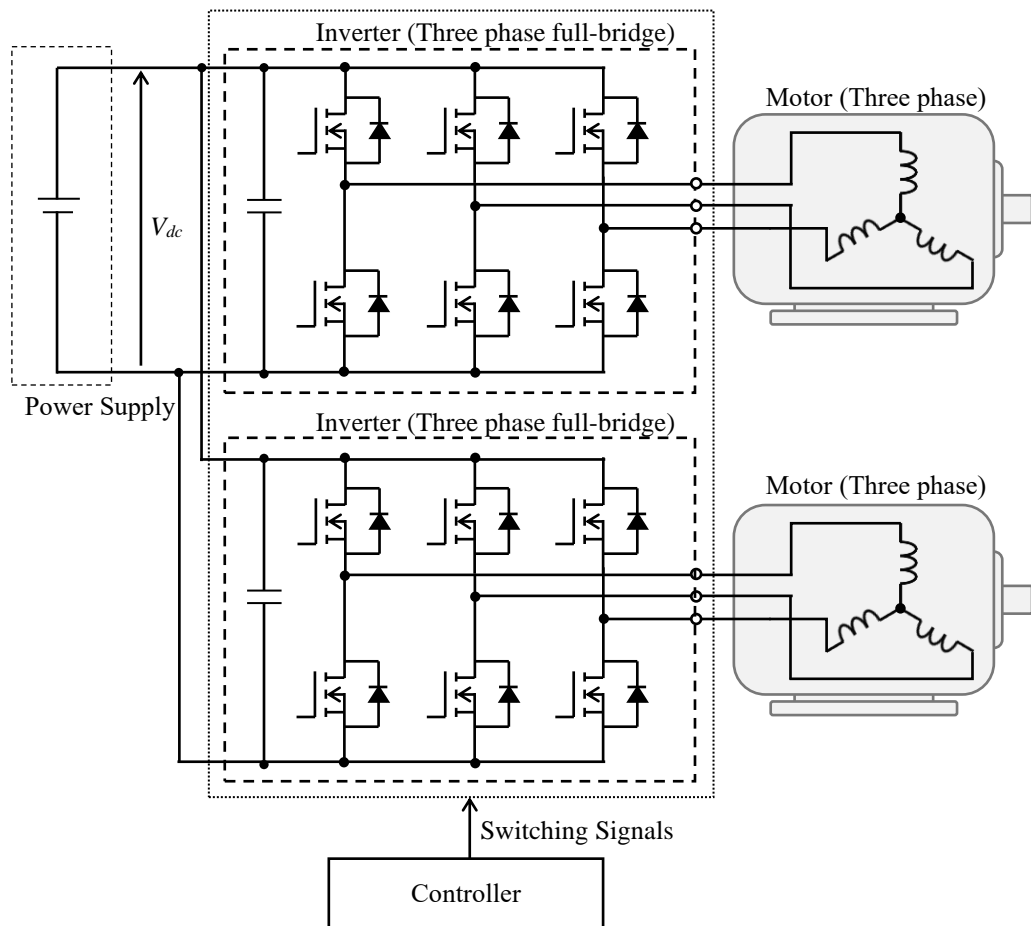 Inverter (Three phase full-bridge)
Motor (Three phase)
Vdc
Power Supply
Inverter (Three phase full-bridge)
Motor (Three phase)
Switching Signals
Controller